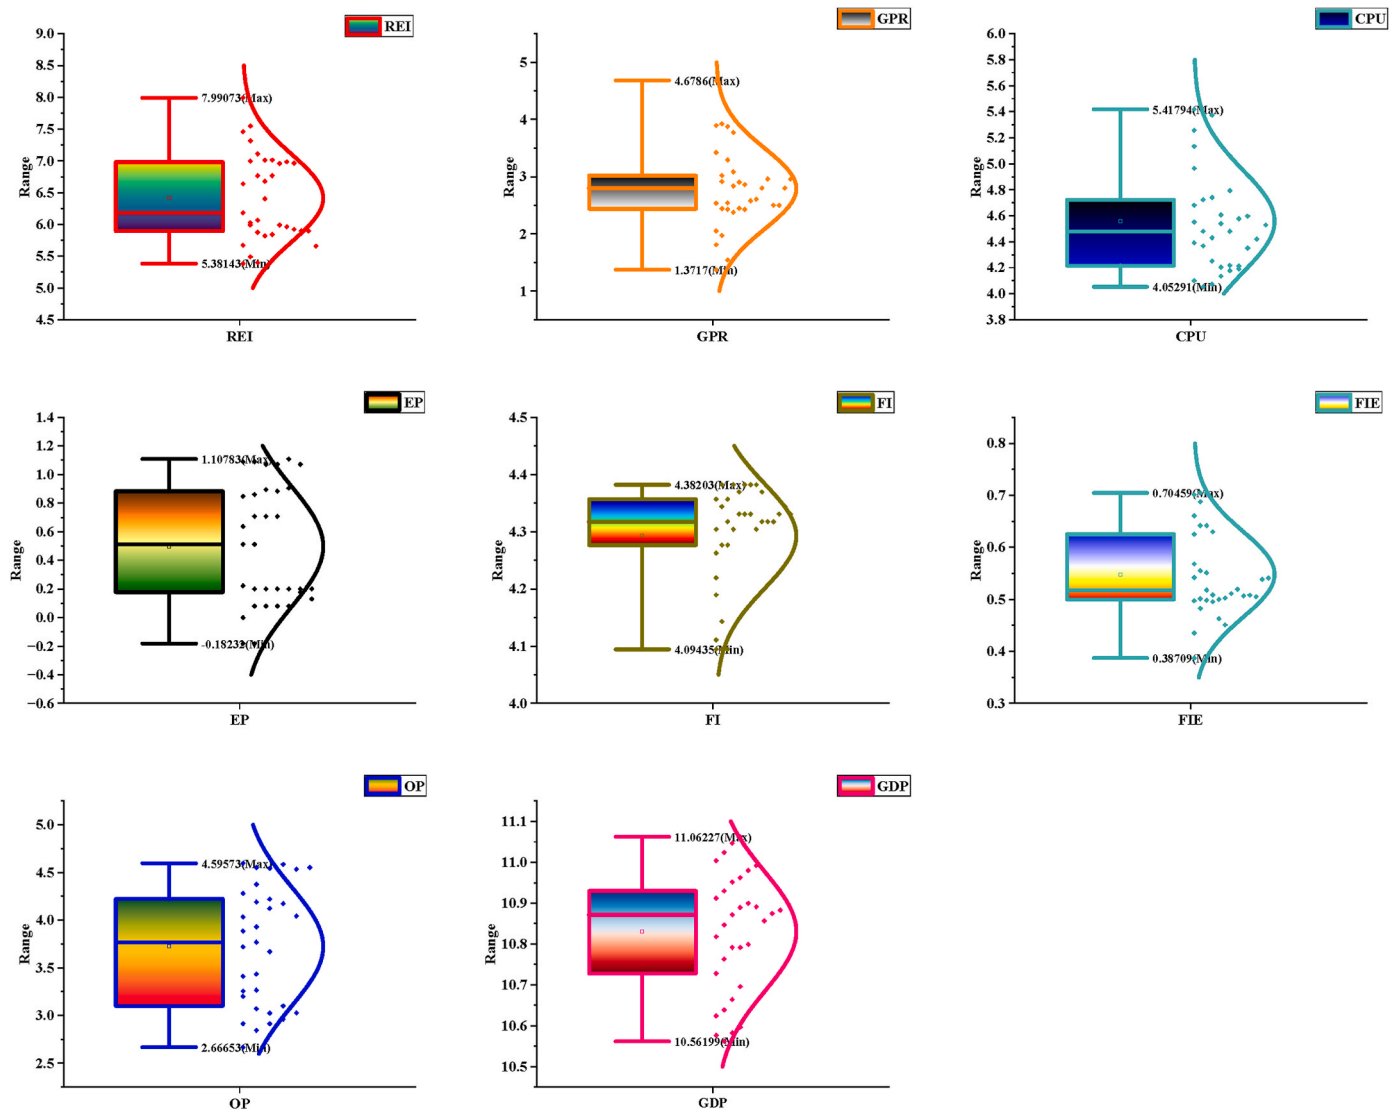 REI
9.0
8.5
8.0
7.5
7.0
6.5
6.0
5.5
5.0
4.5
Range
7.99073(Max)
5.38143(Min)
REI
GPR
5
4
3
2
1
Range
4.6786(Max)
1.3717(Min)
GPR
CPU
6.0
5.8
5.6
5.4
5.2
5.0
4.8
4.6
4.4
4.2
4.0
3.8
Range
5.41794(Max)
4.05291(Min)
CPU
EP
1.4
1.2
1.0
0.8
0.6
0.4
0.2
0.0
−0.2
−0.4
−0.6
Range
1.10783(Max)
-0.18232(Min)
EP
FI
4.5
4.4
4.3
4.2
4.1
4.0
Range
4.38203(Max)
4.09435(Min)
FI
FIE
0.8
0.7
0.6
0.5
0.4
0.3
Range
0.70459(Max)
0.38709(Min)
FIE
OP
5.0
4.5
4.0
3.5
3.0
2.5
Range
4.59573(Max)
2.66653(Min)
OP
GDP
11.1
11.0
10.9
10.8
10.7
10.6
10.5
Range
11.06227(Max)
10.56199(Min)
GDP